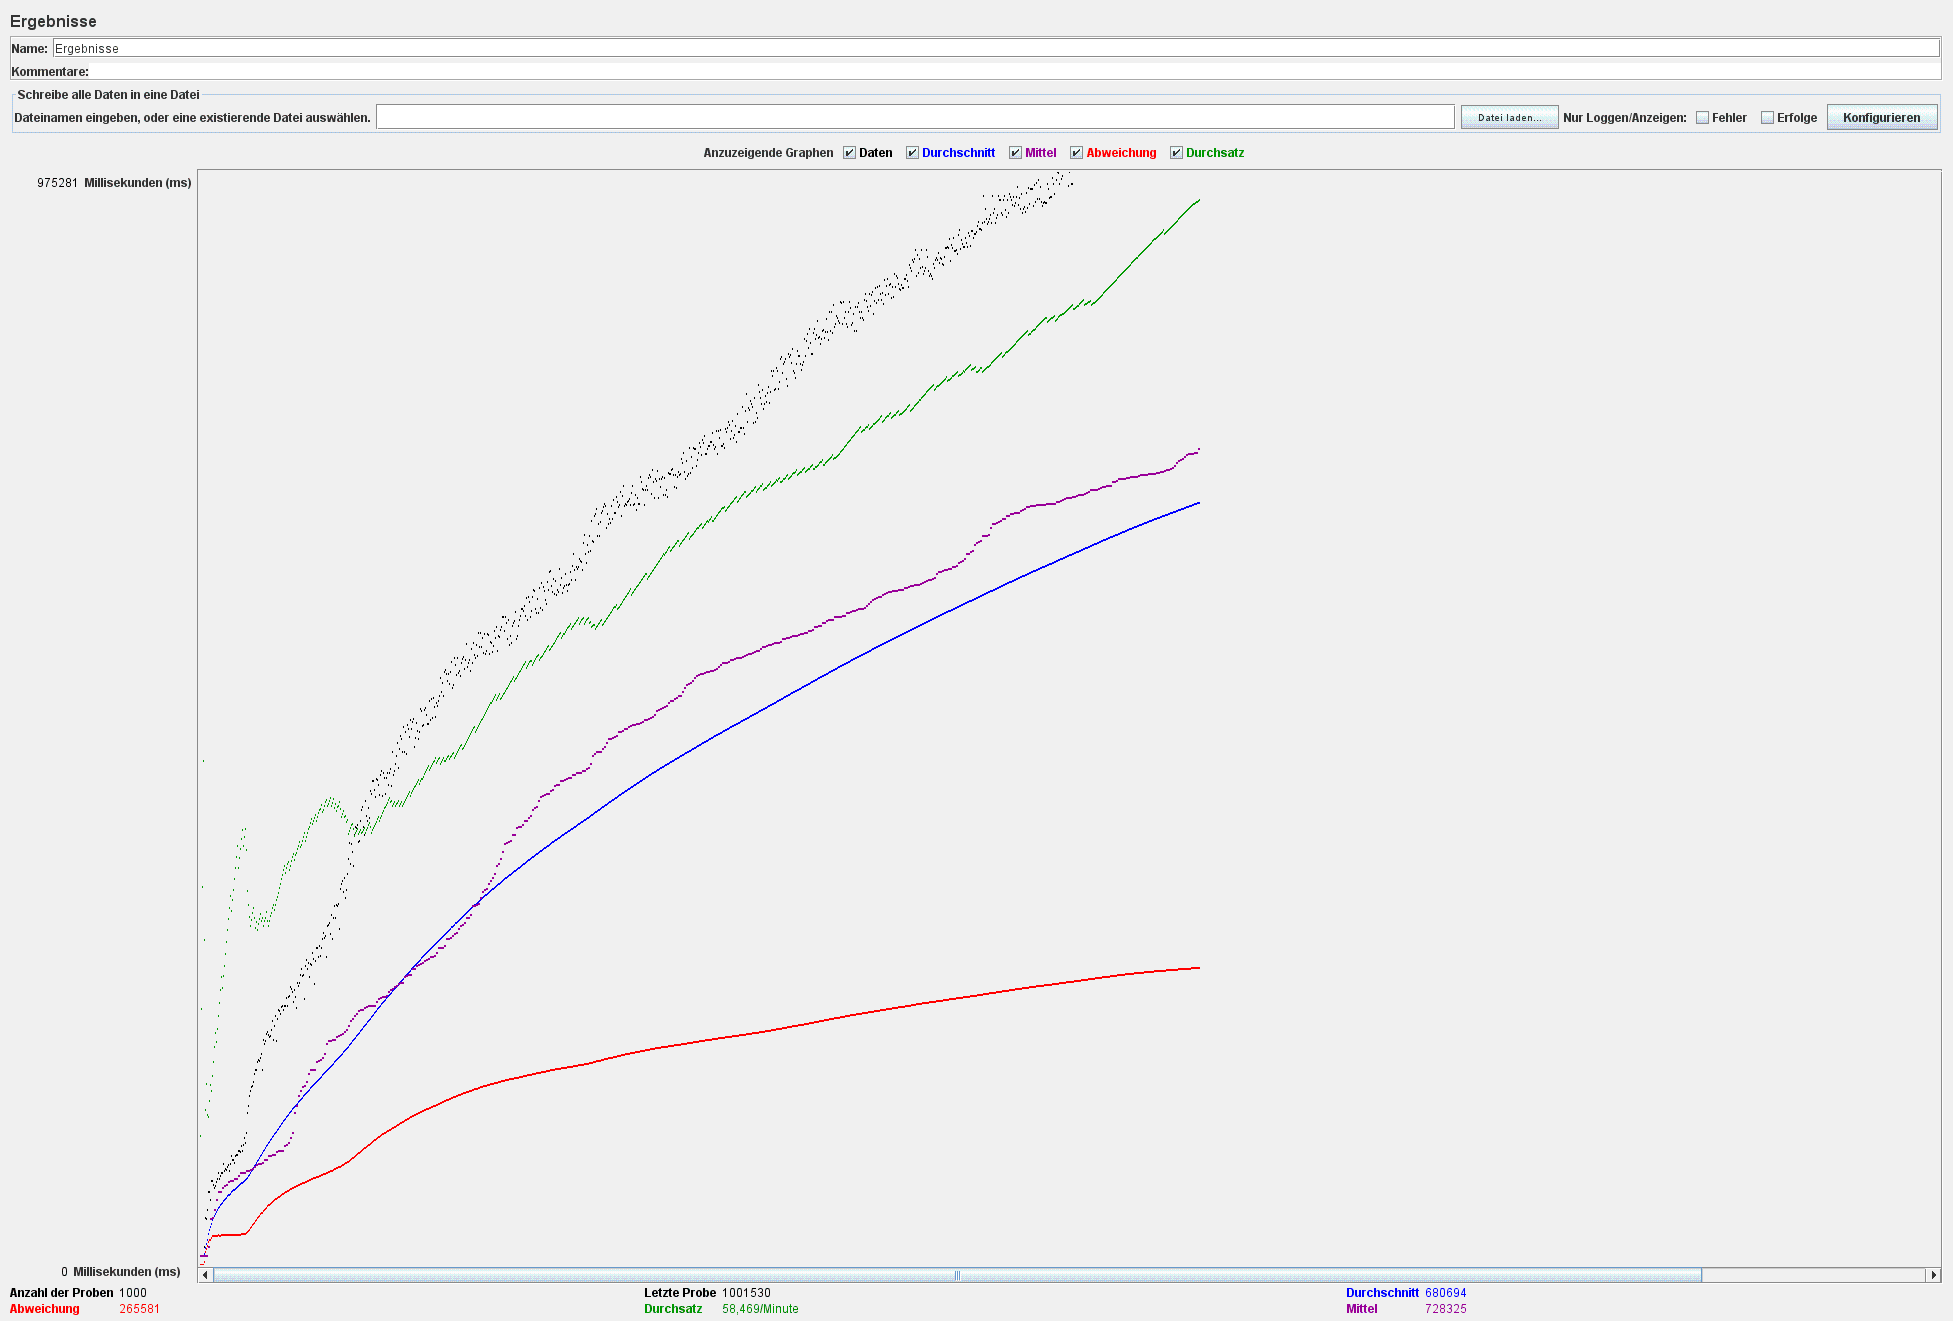 Ergebnisse
Name: Ergebnisse
Kommentare:
Schreibe alle Daten in eine Datei
Dateinamen eingeben, oder eine existierende Datei auswählen. Datei laden... Nur Loggen/Anzeigen: Fehler Erfolge Konfigurieren
Anzuzeigende Graphen Daten Durchschnitt Mittel Abweichung Durchsatz
975281 Millisekunden (ms)
0 Millisekunden (ms)
Anzahl der Proben 1000 Letzte Probe 1001530 Durchschnitt 680694
Abweichung 265581 Durchsatz 58,469/Minute Mittel 728325